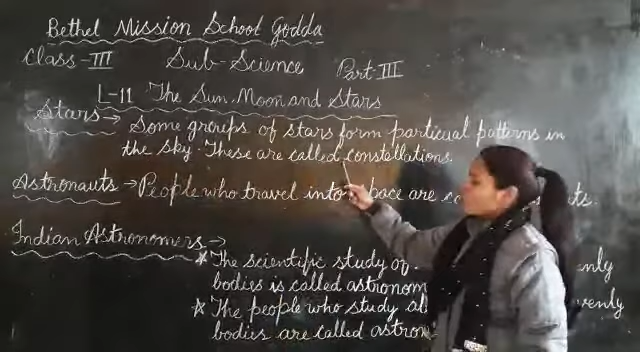 Bethel Mission School Godda
Class-III Sub-Science Part-III
L-11 The Sun, Moon and Stars
Stars → Some groups of stars form particual patterns in
the sky. These are called constellations.
Astronauts → People who travel into space are
Indian Astronomers →
* The scientific study of
bodies is called
* The people who study
bodies are called